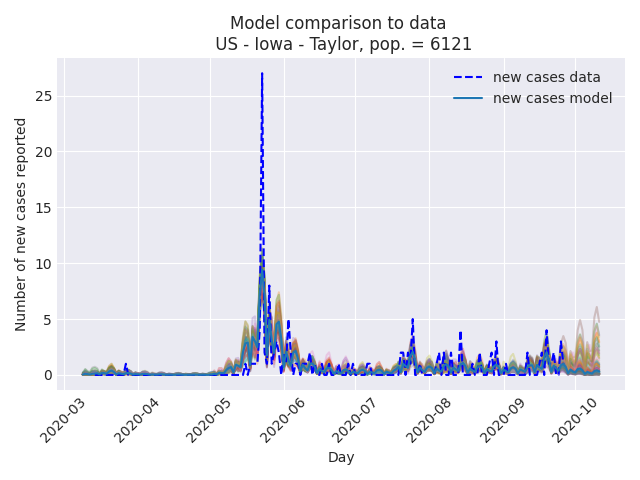 Model comparison to data
US - Iowa - Taylor, pop. = 6121
new cases data
new cases model
Number of new cases reported
25
20
15
10
5
0
2020-03
2020-04
2020-05
2020-06
2020-07
2020-08
2020-09
2020-10
Day